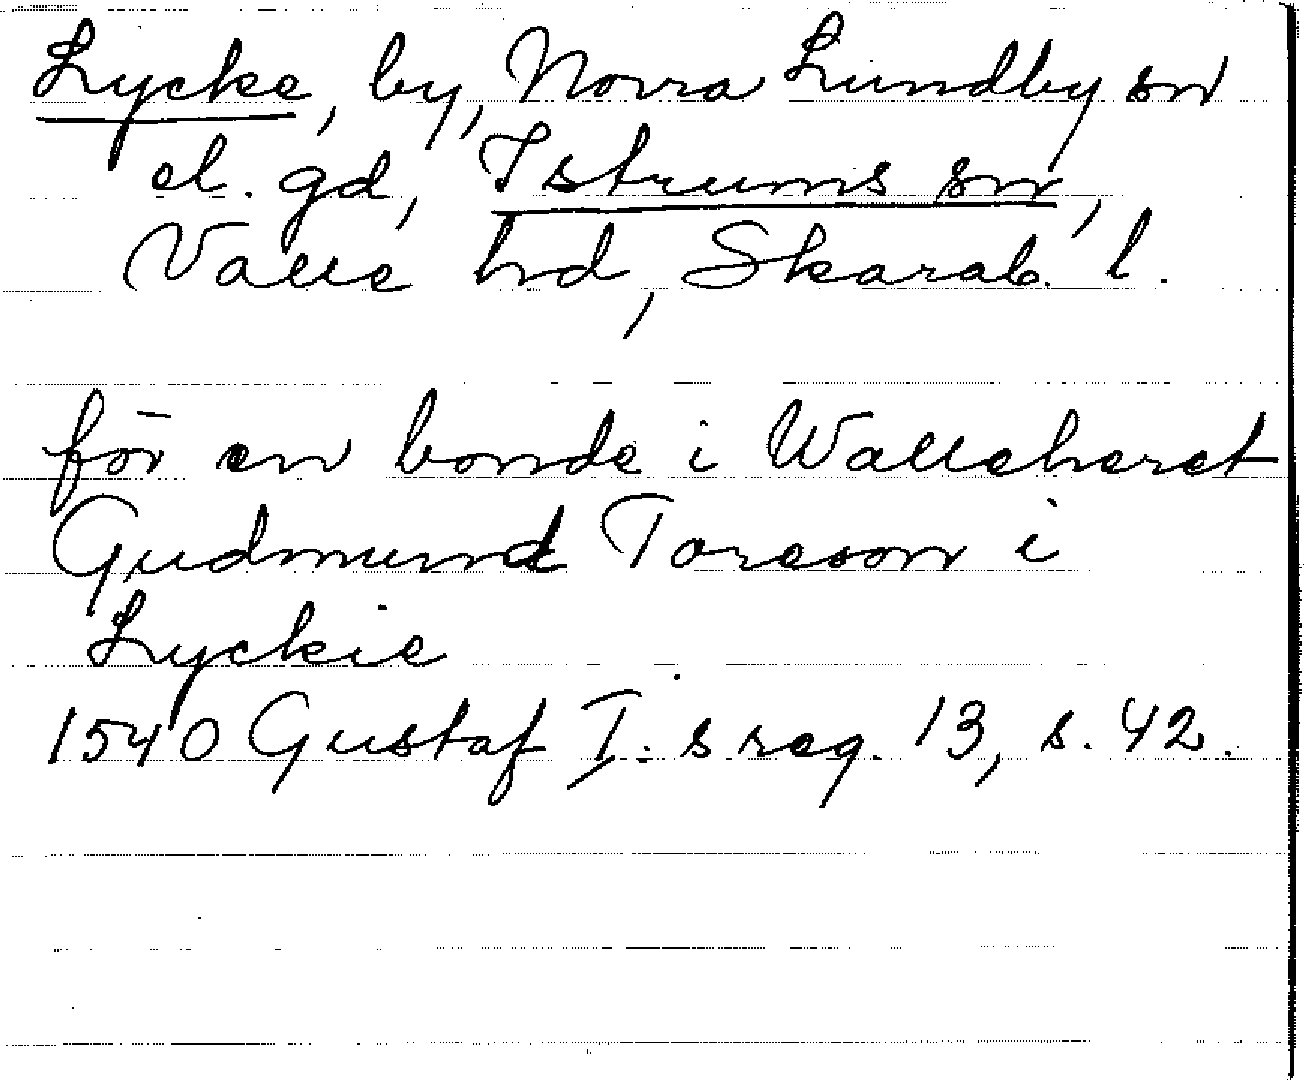 Lycke, by, Norra Lundby sn
el. gd, Istrums sn,
Valle hd, Skarab. l.
för en bonde i Walleheret
Gudmund Toreson i
Lyckie
1540 Gustaf I:s reg. 13, s. 42.